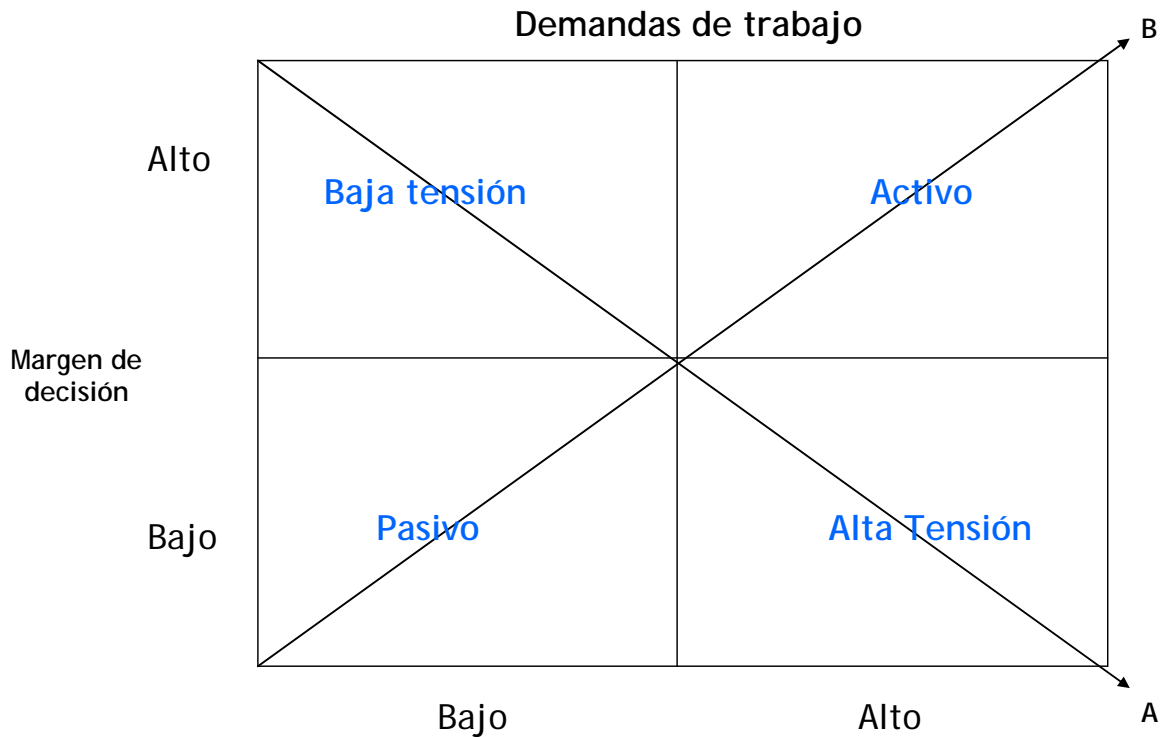 Demandas de trabajo
B
Alto
Baja tensión
Activo
Margen de
decisión
Bajo
Pasivo
Alta Tensión
Bajo
Alto
A